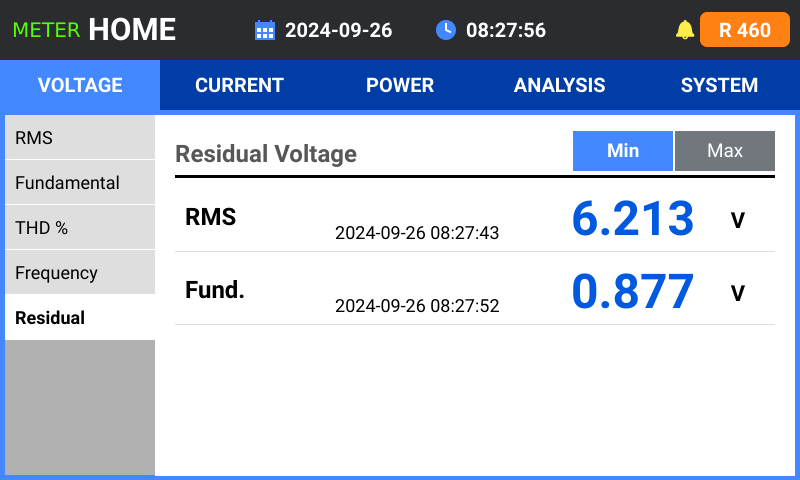 METER HOME 2024-09-26 08:27:56 R 460
VOLTAGE CURRENT POWER ANALYSIS SYSTEM
RMS
Fundamental
THD %
Frequency
Residual
Residual Voltage Min Max
RMS 2024-09-26 08:27:43 6.213 V
Fund. 2024-09-26 08:27:52 0.877 V